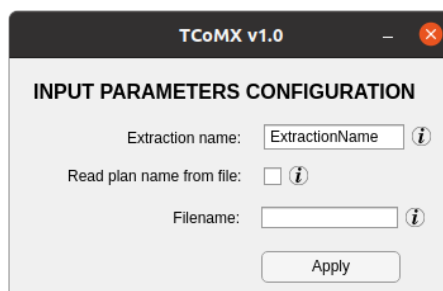 TCoMX v1.0
INPUT PARAMETERS CONFIGURATION
Extraction name: ExtractionName i
Read plan name from file: i
Filename: i
Apply